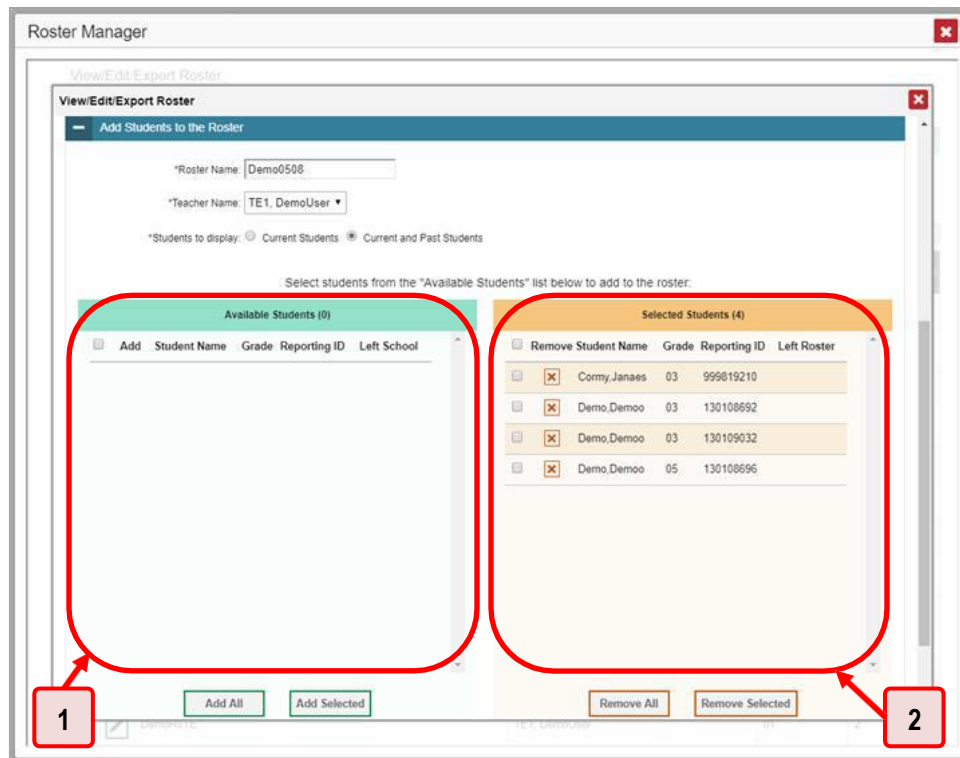 Roster Manager
View/Edit/Export Roster
View/Edit/Export Roster
Add Students to the Roster
*Roster Name: Demo0508
*Teacher Name: TE1, DemoUser
*Students to display: Current Students Current and Past Students
Select students from the "Available Students" list below to add to the roster.
Available Students (0)
Add Student Name Grade Reporting ID Left School
Selected Students (4)
Remove Student Name Grade Reporting ID Left Roster
Cormy,Janaes 03 999819210
Demo,Demoo 03 130108692
Demo,Demoo 03 130109032
Demo,Demoo 05 130108696
Add All Add Selected
Remove All Remove Selected
1
2
TE1, DemoUser